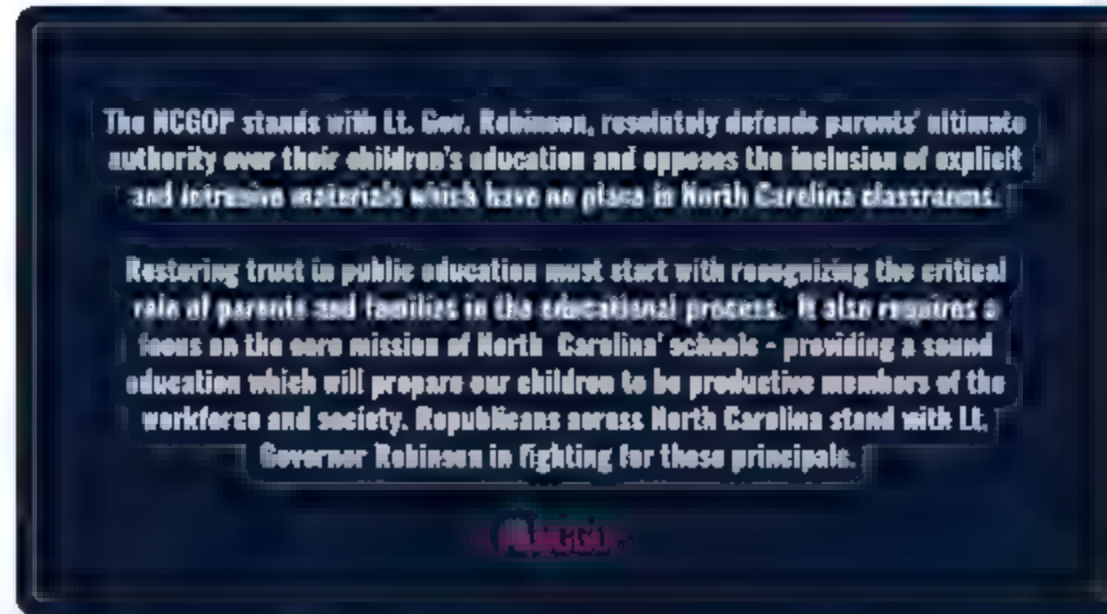 The NCGOP stands with Lt. Gov. Robinson, resolutely defends parents' ultimate
authority over their children's education and opposes the inclusion of explicit
and intrusive materials which have no place in North Carolina classrooms.
Restoring trust in public education must start with recognizing the critical
role of parents and families in the educational process. It also requires a
focus on the core mission of North Carolina' schools - providing a sound
education which will prepare our children to be productive members of the
workforce and society. Republicans across North Carolina stand with Lt.
Governor Robinson in fighting for these principals.